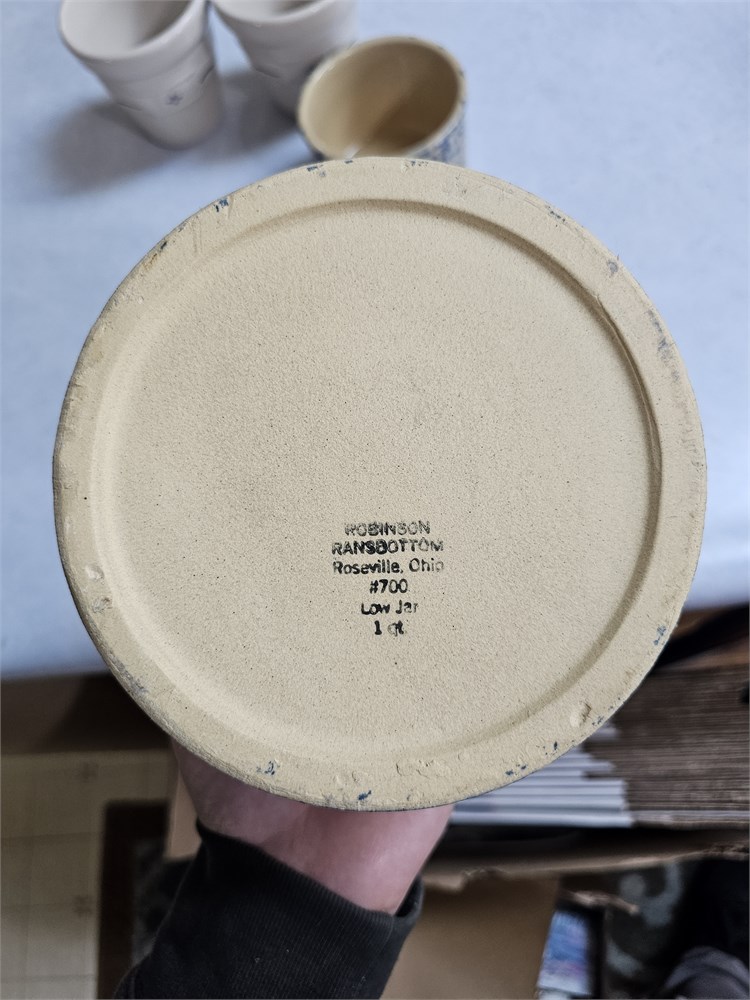 ROBINSON
RANSBOTTOM
Roseville, Ohio
#700
Low Jar
1 qt.